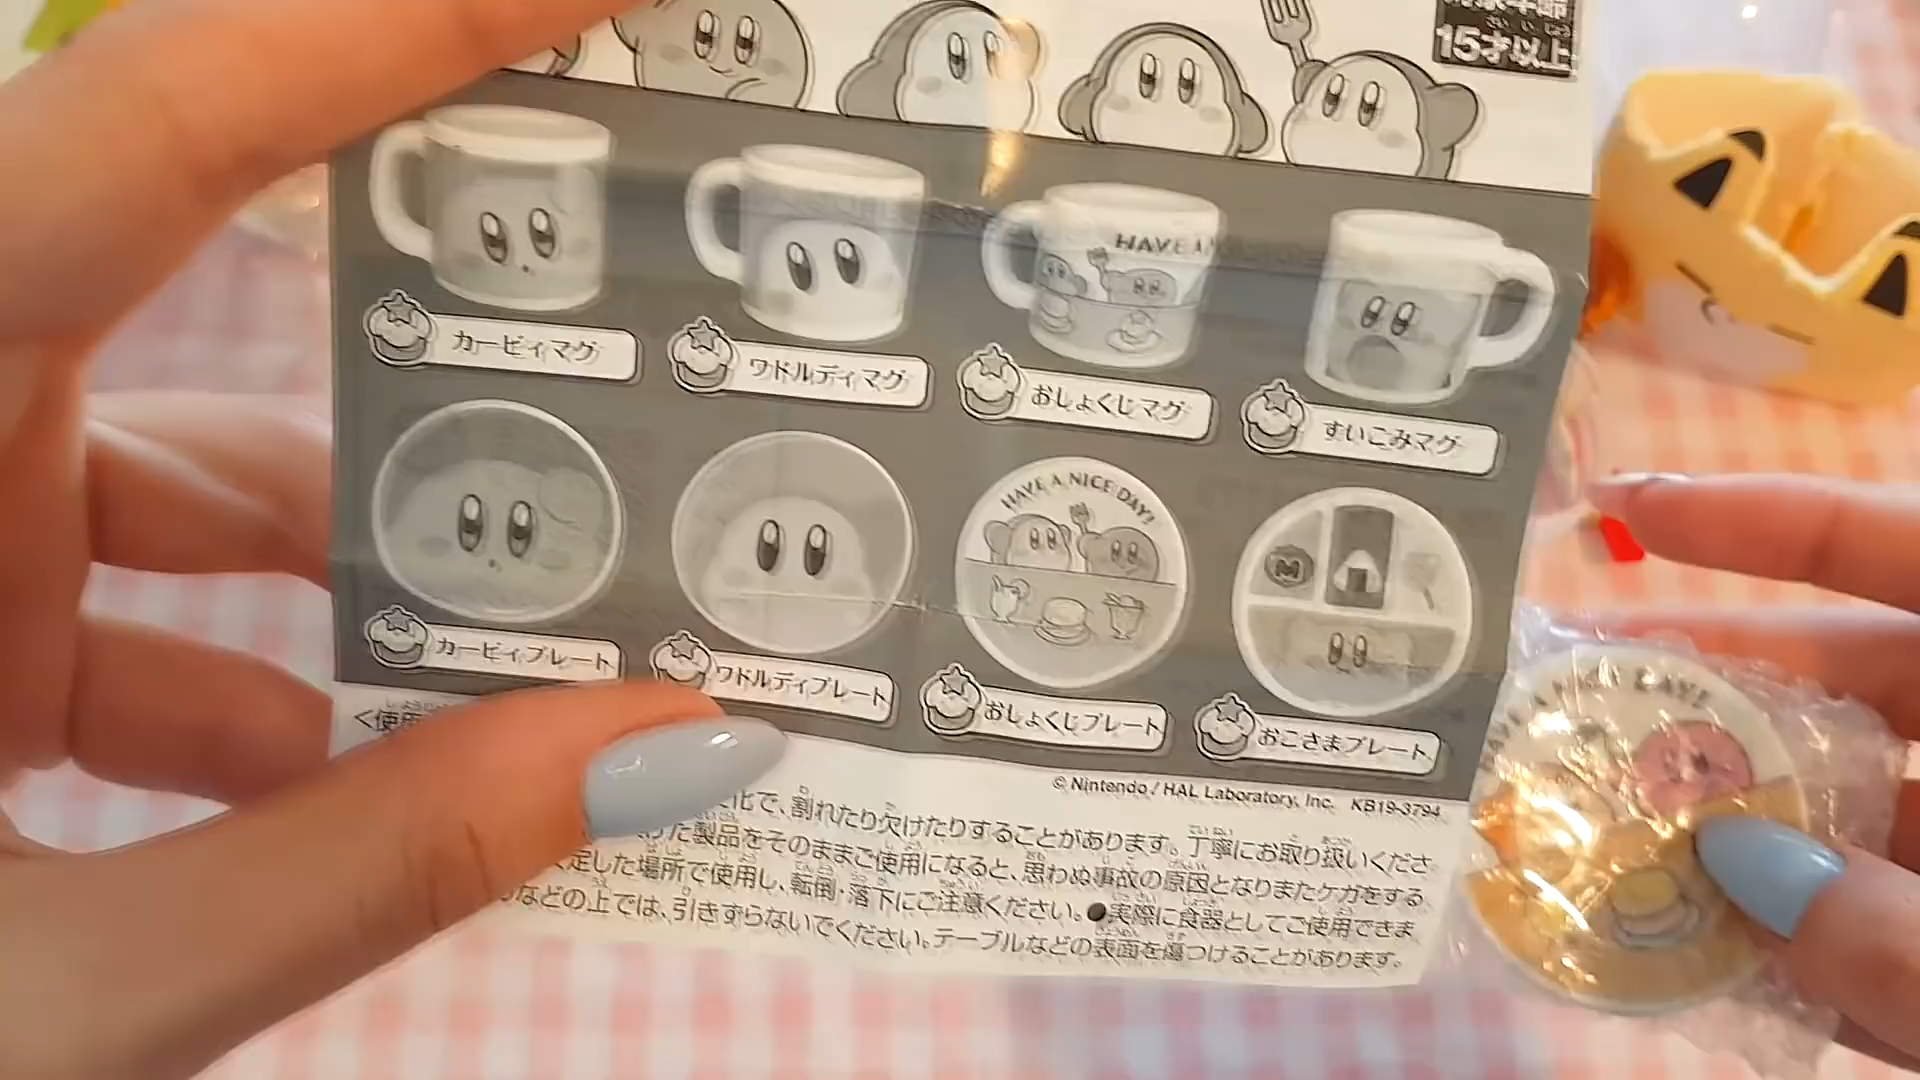 15才以上
HAVE A
カービィマグ
ワドルディマグ
おしょくじマグ
すいこみマグ
HAVE A NICE DAY!
M
カービィプレート
ワドルディプレート
おしょくじプレート
おこさまプレート
<使用
© Nintendo / HAL Laboratory, Inc. KB19-3794
化で、割れたり欠けたりすることがあります。丁寧にお取り扱いくださ
た製品をそのままご使用になると、思わぬ事故の原因となりまたケガをする
定した場所で使用し、転倒・落下にご注意ください。●実際に食器としてご使用できま
などの上では、引きずらないでください。テーブルなどの表面を傷つけることがあります。
A NICE DAY!